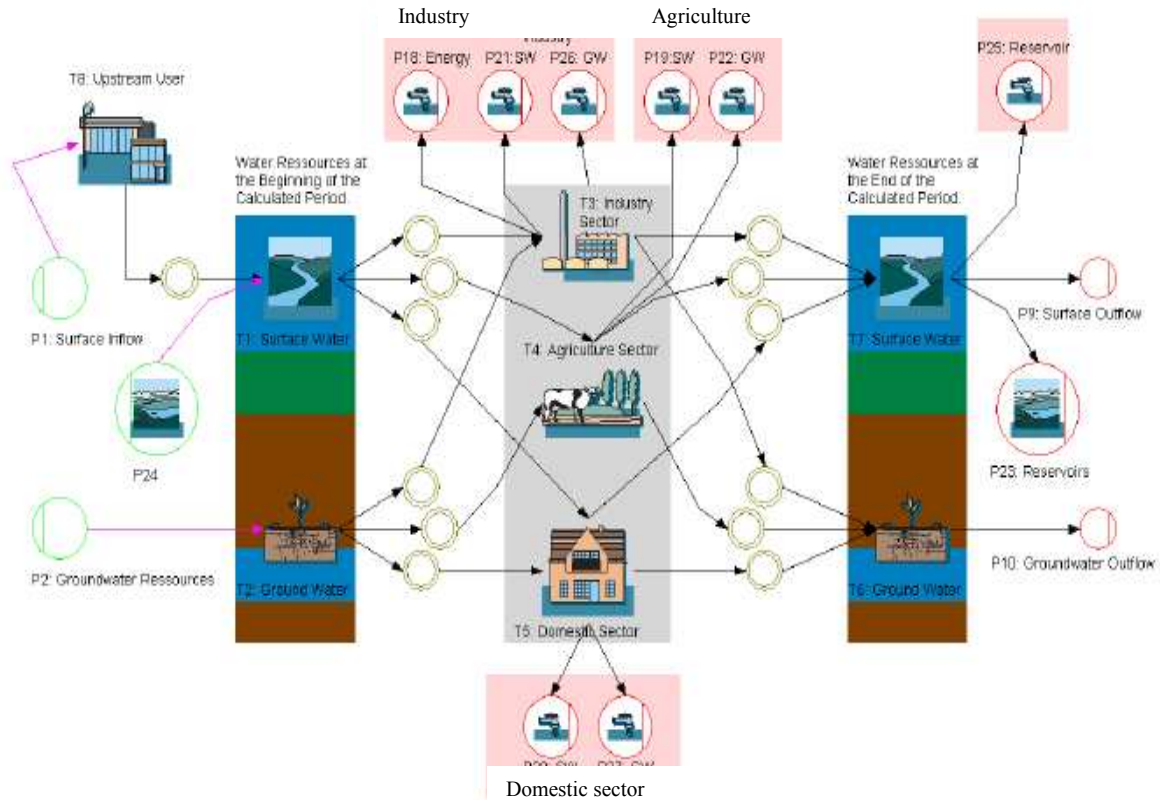 Industry
Agriculture
P18: Energy
P21:SW
P26: GW
P19:SW
P22: GW
P25: Reservoir
T8: Upstream User
Water Ressources at
the Beginning of the
Calculated Period.
Water Ressources at
the End of the
Calculated Period.
T3: Industry
Sector
P1: Surface Inflow
T1: Surface Water
T4: Agriculture Sector
T7: Surface Water
P9: Surface Outflow
P24
P23: Reservoirs
P2: Groundwater Ressources
T2: Ground Water
T6: Ground Water
P10: Groundwater Outflow
T5: Domestic Sector
Domestic sector